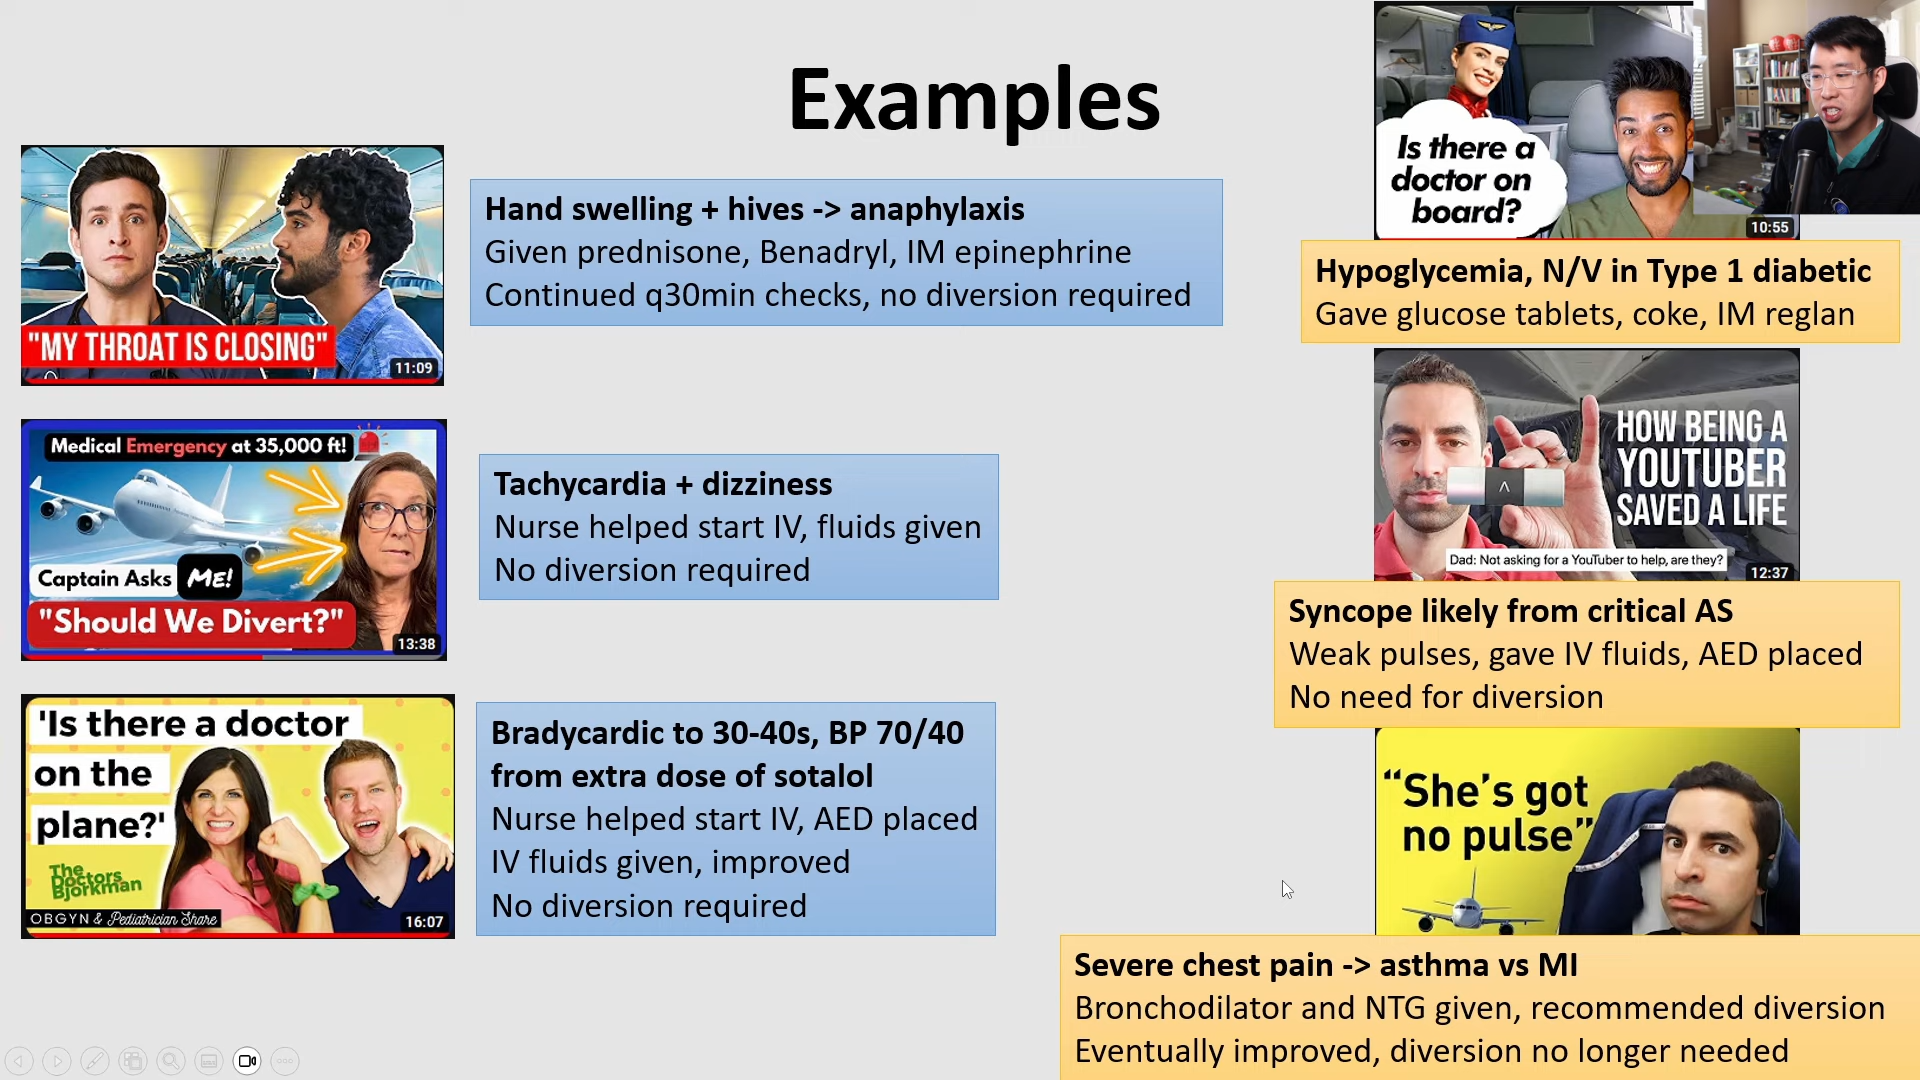 Examples
"MY THROAT IS CLOSING"
11:09
Hand swelling + hives -> anaphylaxis
Given prednisone, Benadryl, IM epinephrine
Continued q30min checks, no diversion required
Medical Emergency at 35,000 ft!
Captain Asks ME!
"Should We Divert?"
13:38
Tachycardia + dizziness
Nurse helped start IV, fluids given
No diversion required
'Is there a doctor
on the
plane?'
The
Doctors
Bjorkman
OBGYN & Pediatrician Share
16:07
Bradycardic to 30-40s, BP 70/40
from extra dose of sotalol
Nurse helped start IV, AED placed
IV fluids given, improved
No diversion required
Is there a
doctor on
board?
10:55
Hypoglycemia, N/V in Type 1 diabetic
Gave glucose tablets, coke, IM reglan
HOW BEING A
YOUTUBER
SAVED A LIFE
Dad: Not asking for a YouTuber to help, are they?
12:37
Syncope likely from critical AS
Weak pulses, gave IV fluids, AED placed
No need for diversion
"She's got
no pulse"
Severe chest pain -> asthma vs MI
Bronchodilator and NTG given, recommended diversion
Eventually improved, diversion no longer needed